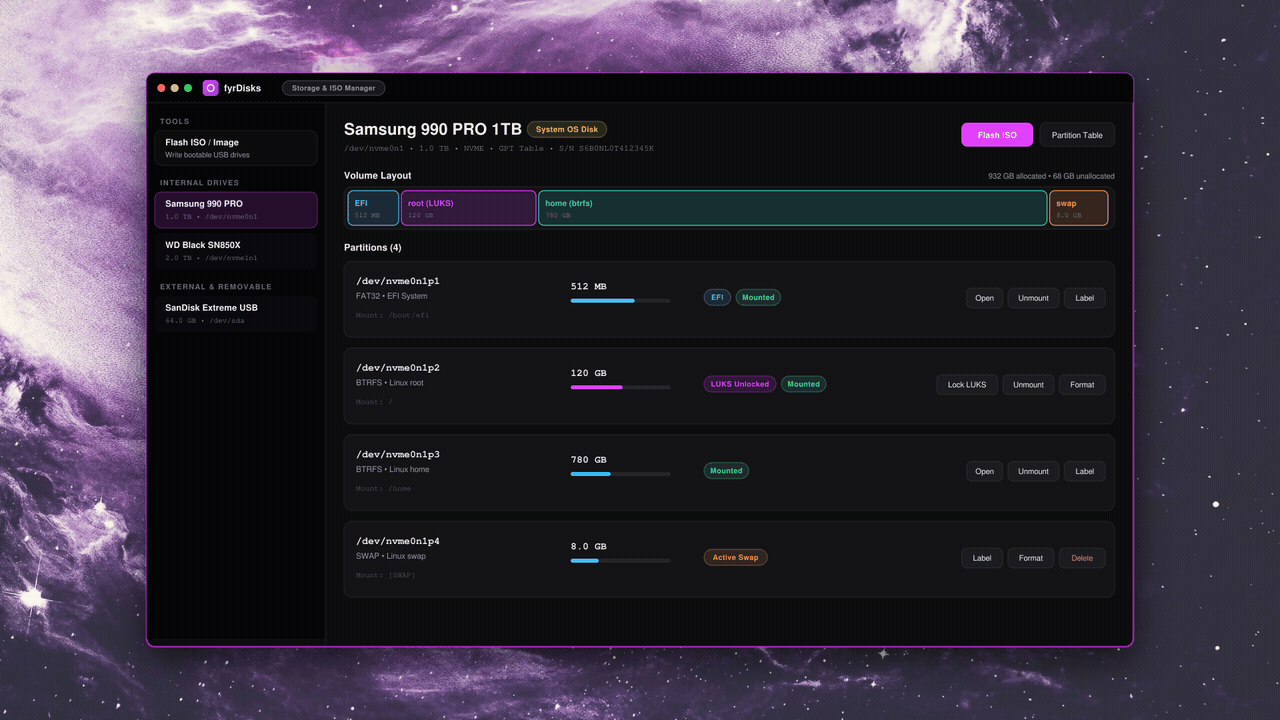 fyrDisks
Storage & ISO Manager
TOOLS
Flash ISO / Image
Write bootable USB drives
INTERNAL DRIVES
Samsung 990 PRO
1.0 TB • /dev/nvme0n1
WD Black SN850X
2.0 TB • /dev/nvme1n1
EXTERNAL & REMOVABLE
SanDisk Extreme USB
64.0 GB • /dev/sda
Samsung 990 PRO 1TB
System OS Disk
/dev/nvme0n1 • 1.0 TB • NVME • GPT Table • S/N S6B0NL0T412345K
Flash ISO
Partition Table
Volume Layout
932 GB allocated • 68 GB unallocated
EFI
512 MB
root (LUKS)
120 GB
home (btrfs)
780 GB
swap
8.0 GB
Partitions (4)
/dev/nvme0n1p1
FAT32 • EFI System
Mount: /boot/efi
512 MB
EFI
Mounted
Open
Unmount
Label
/dev/nvme0n1p2
BTRFS • Linux root
Mount: /
120 GB
LUKS Unlocked
Mounted
Lock LUKS
Unmount
Format
/dev/nvme0n1p3
BTRFS • Linux home
Mount: /home
780 GB
Mounted
Open
Unmount
Label
/dev/nvme0n1p4
SWAP • Linux swap
Mount: [SWAP]
8.0 GB
Active Swap
Label
Format
Delete